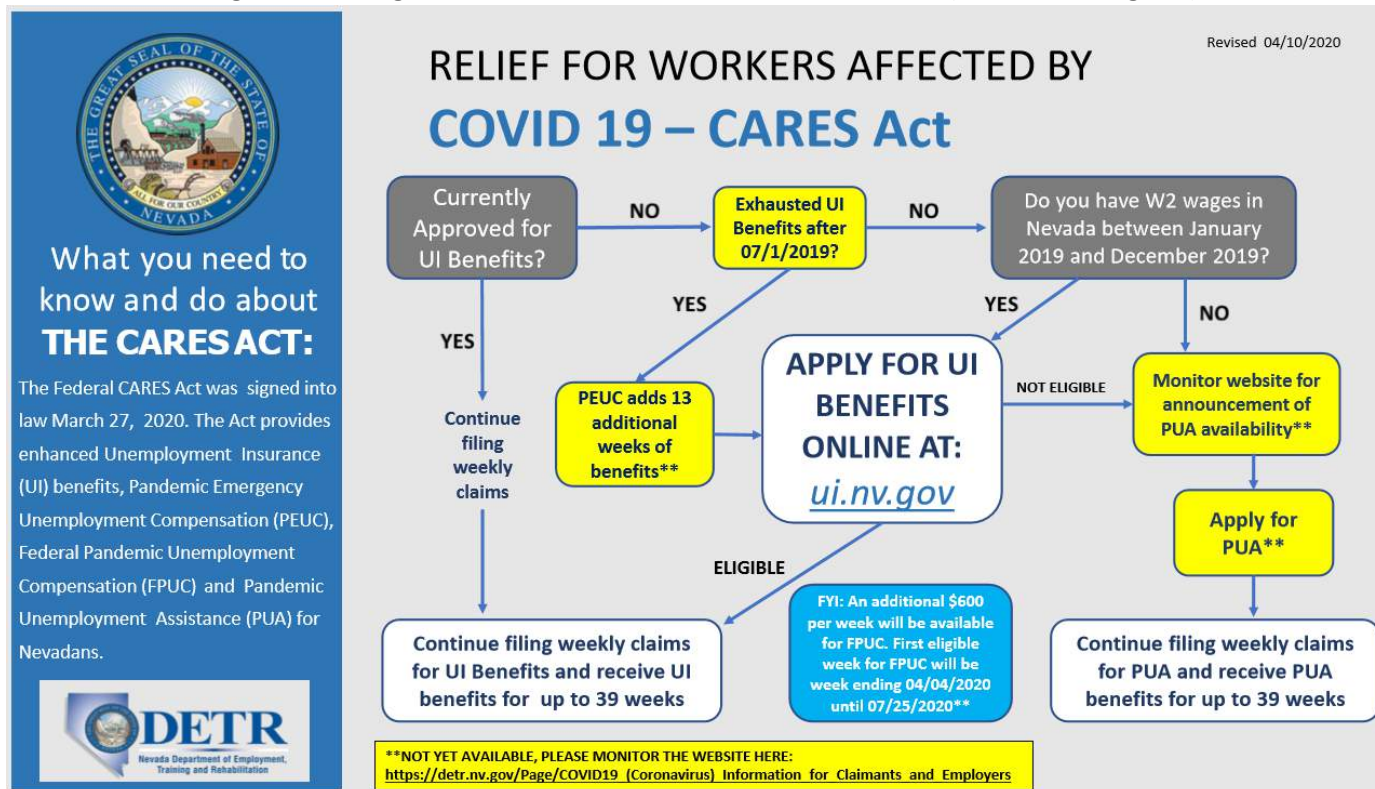 THE GREAT SEAL OF THE STATE OF
NEVADA
ALL FOR OUR COUNTRY
What you need to
know and do about
THE CARES ACT:
The Federal CARES Act was signed into
law March 27, 2020. The Act provides
enhanced Unemployment Insurance
(UI) benefits, Pandemic Emergency
Unemployment Compensation (PEUC),
Federal Pandemic Unemployment
Compensation (FPUC) and Pandemic
Unemployment Assistance (PUA) for
Nevadans.
DETR
Nevada Department of Employment,
Training and Rehabilitation
Revised 04/10/2020
RELIEF FOR WORKERS AFFECTED BY
COVID 19 – CARES Act
Currently
Approved for
UI Benefits?
NO
Exhausted UI
Benefits after
07/1/2019?
NO
Do you have W2 wages in
Nevada between January
2019 and December 2019?
YES
YES
YES
NO
Continue
filing
weekly
claims
PEUC adds 13
additional
weeks of
benefits**
APPLY FOR UI
BENEFITS
ONLINE AT:
ui.nv.gov
NOT ELIGIBLE
Monitor website for
announcement of
PUA availability**
Apply for
PUA**
ELIGIBLE
Continue filing weekly claims
for UI Benefits and receive UI
benefits for up to 39 weeks
FYI: An additional $600
per week will be available
for FPUC. First eligible
week for FPUC will be
week ending 04/04/2020
until 07/25/2020**
Continue filing weekly claims
for PUA and receive PUA
benefits for up to 39 weeks
**NOT YET AVAILABLE, PLEASE MONITOR THE WEBSITE HERE:
https://detr.nv.gov/Page/COVID19_(Coronavirus)_Information_for_Claimants_and_Employers